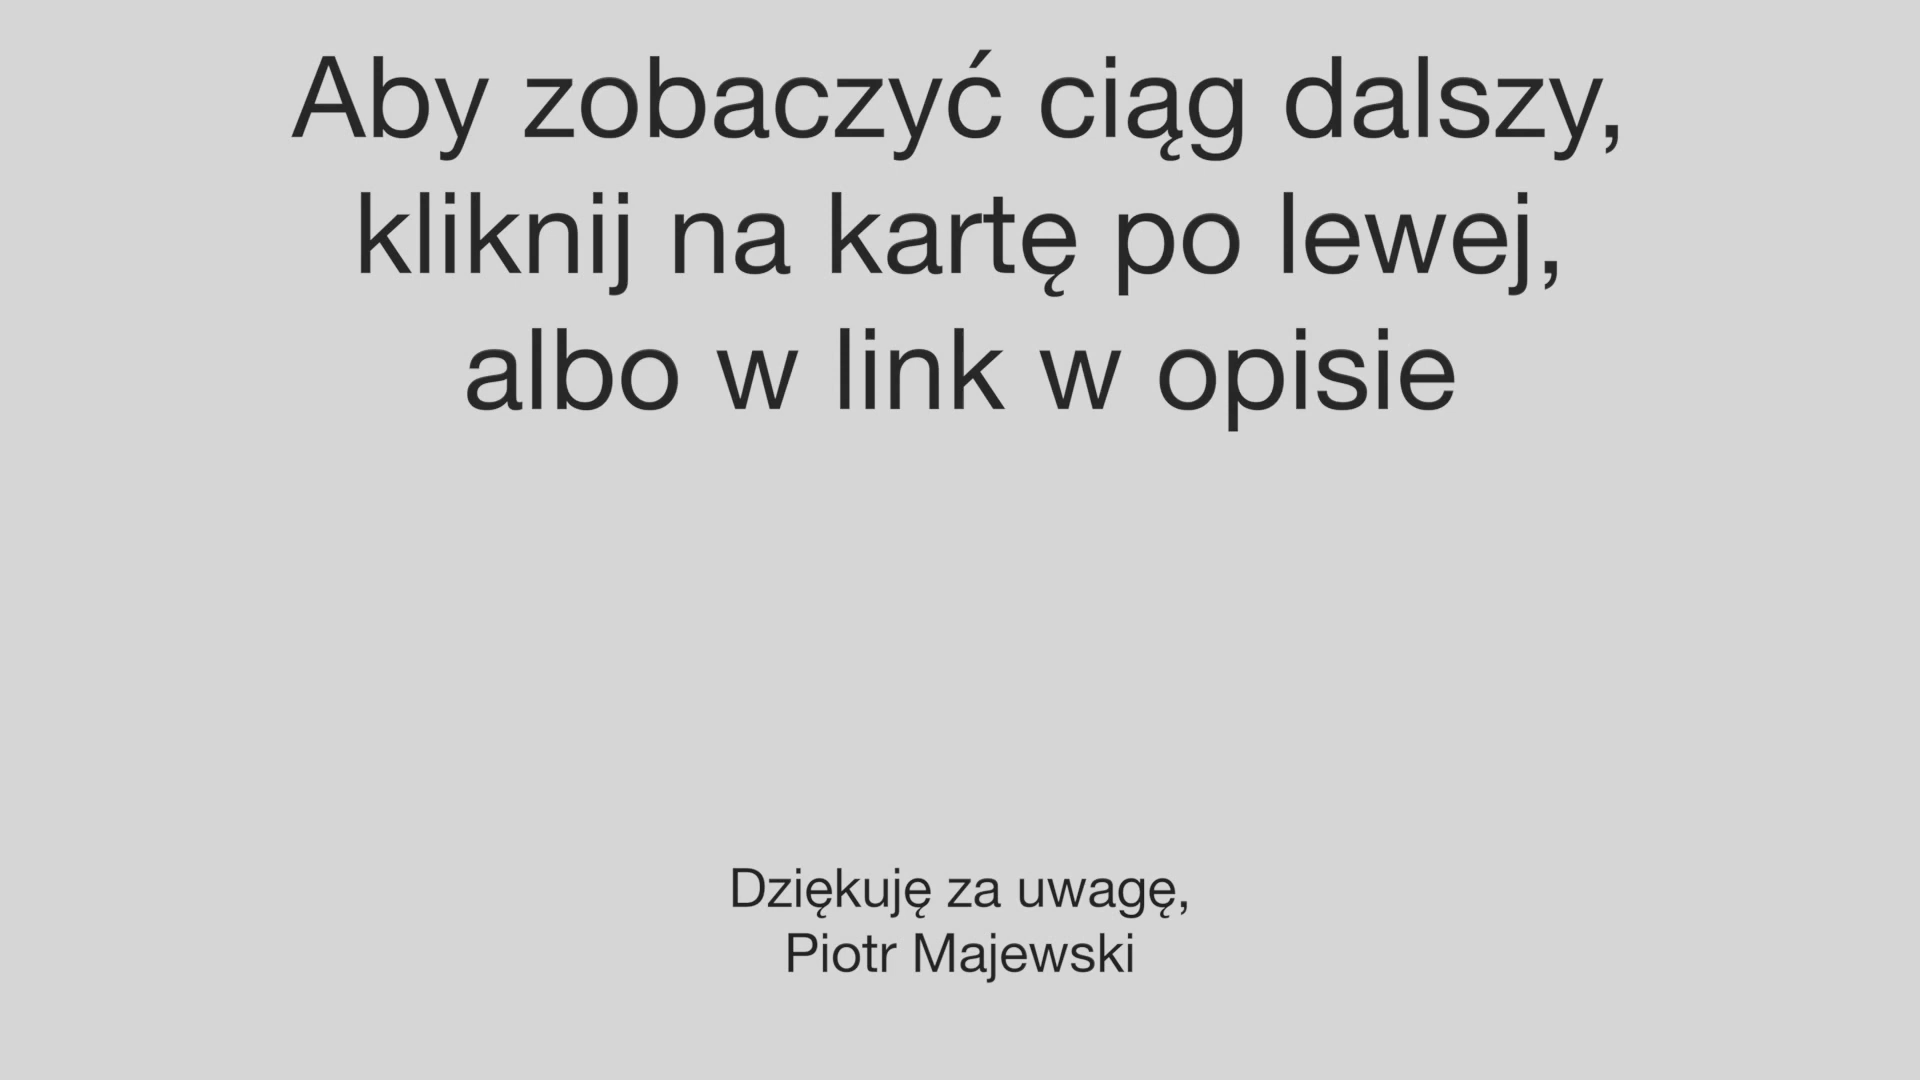 Aby zobaczyć ciąg dalszy,
kliknij na kartę po lewej,
albo w link w opisie
Dziękuję za uwagę,
Piotr Majewski